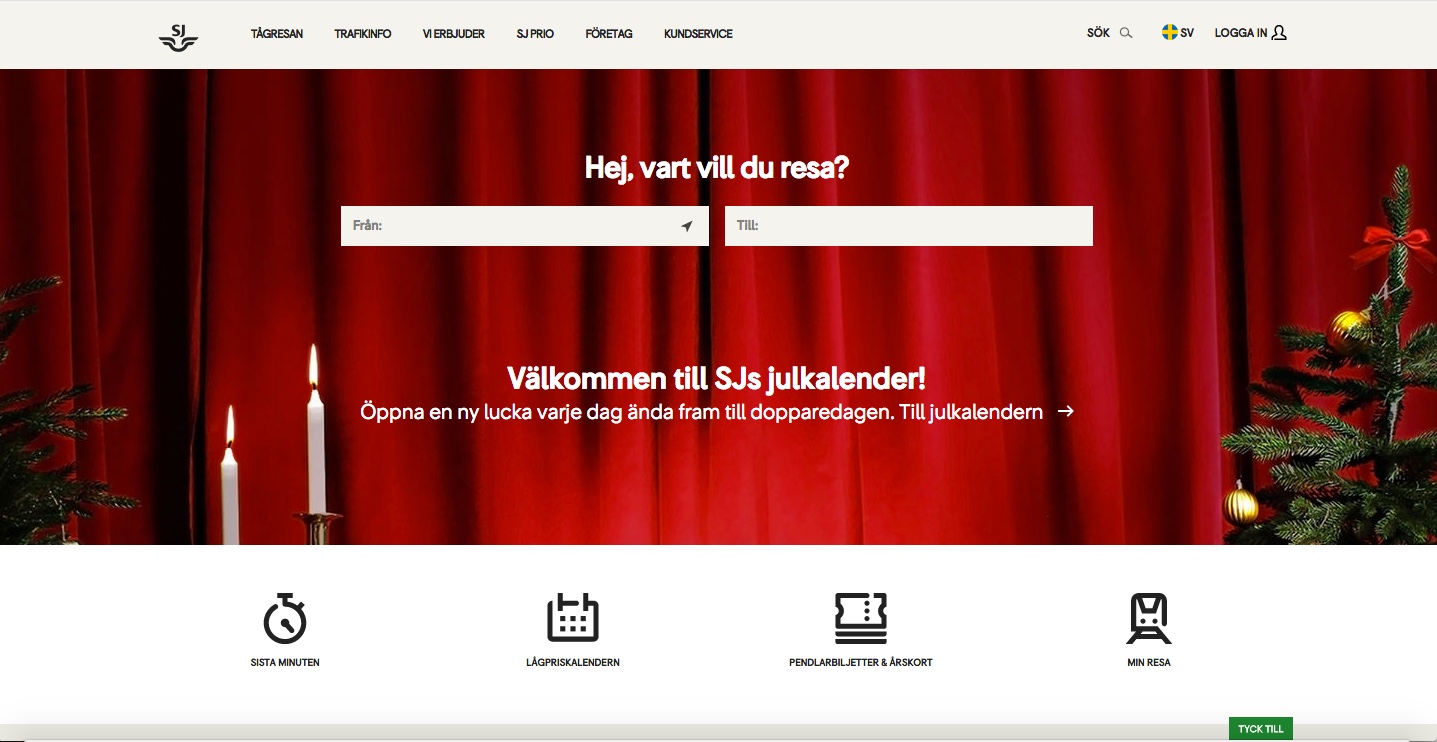 SJ
TÅGRESAN
TRAFIKINFO
VI ERBJUDER
SJ PRIO
FÖRETAG
KUNDSERVICE
SÖK
SV
LOGGA IN
Hej, vart vill du resa?
Från:
Till:
Välkommen till SJs julkalender!
Öppna en ny lucka varje dag ända fram till dopparedagen. Till julkalendern →
SISTA MINUTEN
LÅGPRISKALENDERN
PENDLARBILJETTER & ÅRSKORT
MIN RESA
TYCK TILL